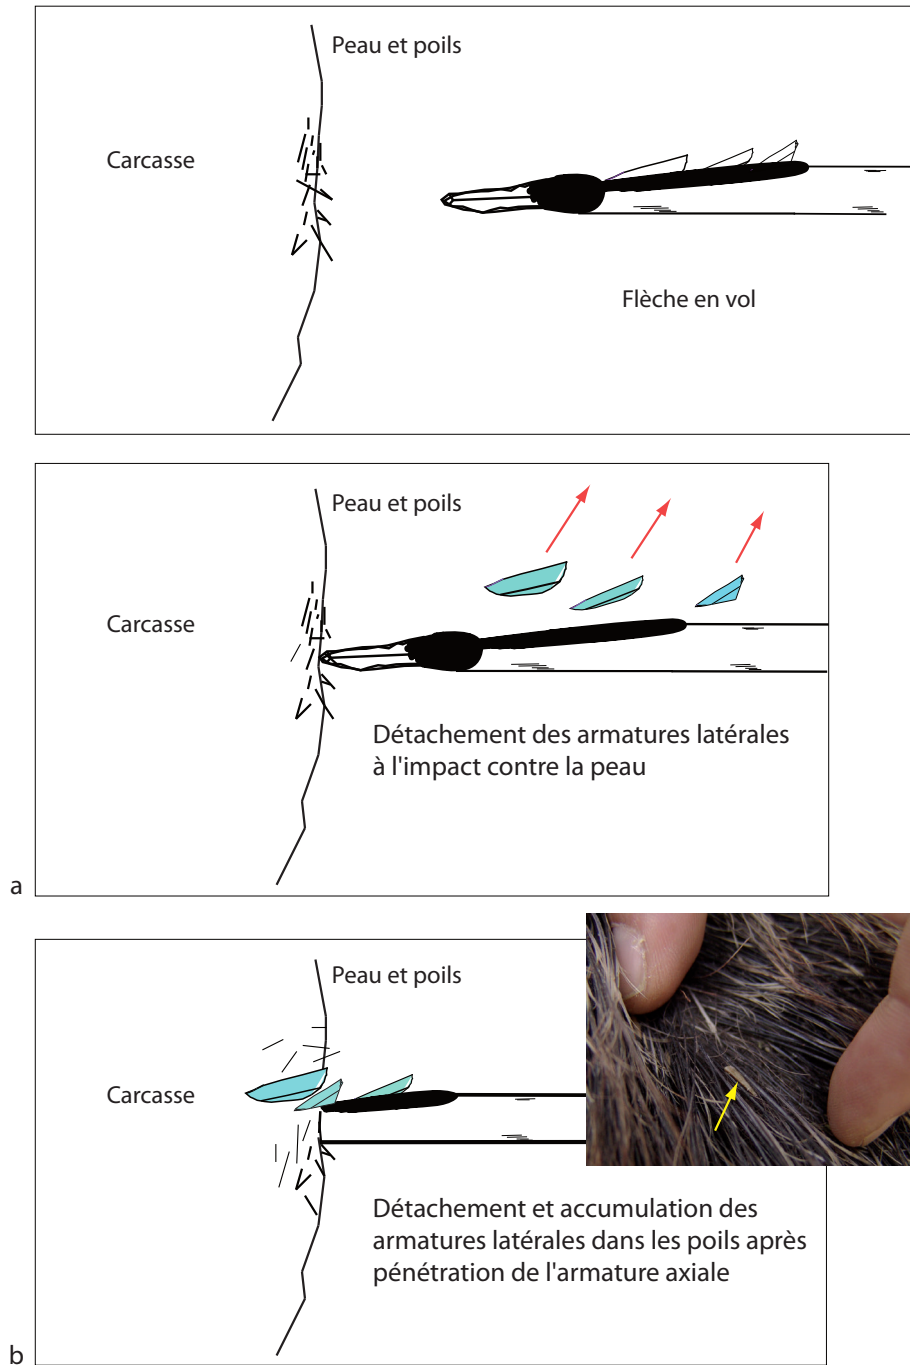 Peau et poils
Carcasse
Flèche en vol
Peau et poils
Carcasse
Détachement des armatures latérales
à l'impact contre la peau
a
Peau et poils
Carcasse
Détachement et accumulation des
armatures latérales dans les poils après
pénétration de l'armature axiale
b